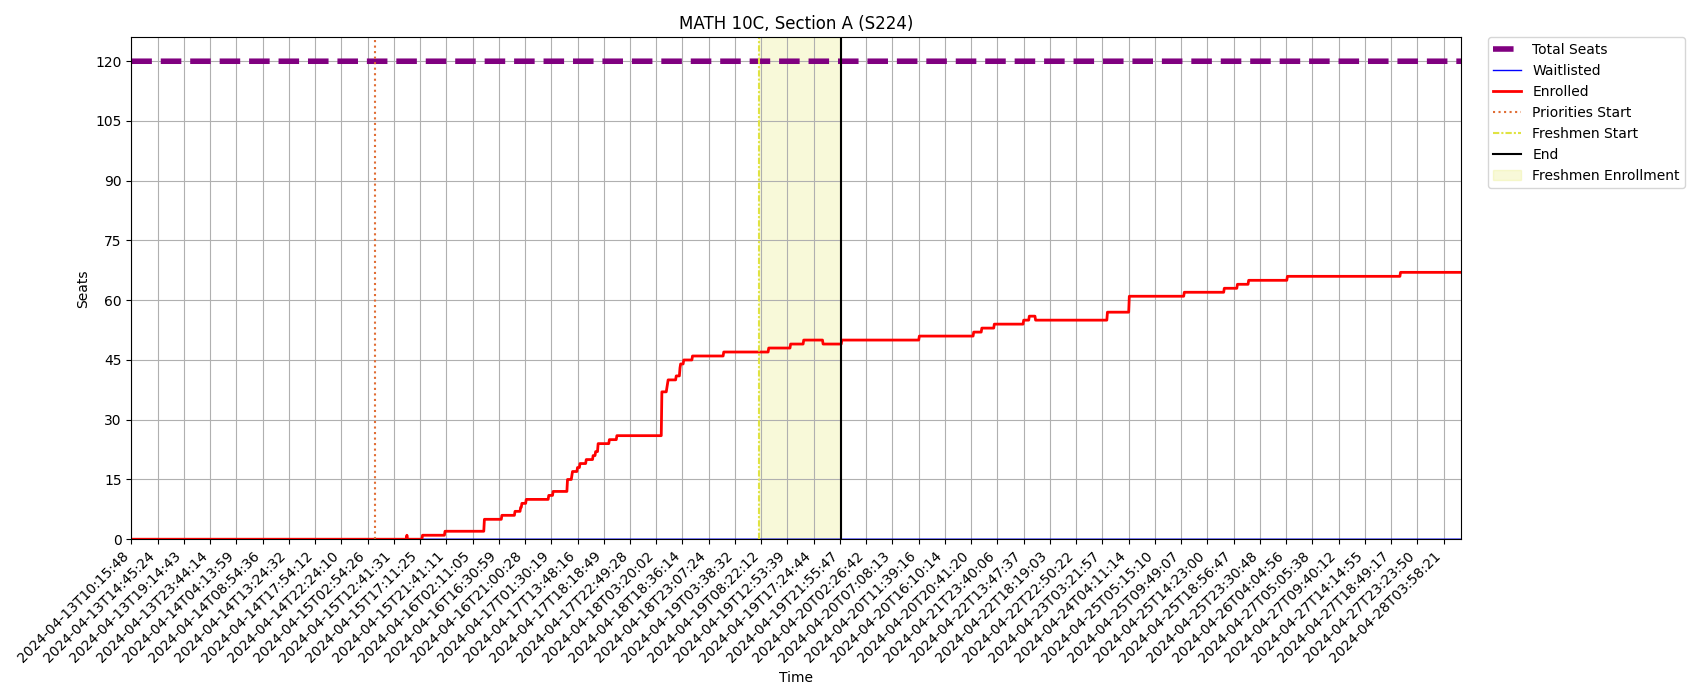 MATH 10C, Section A (S224)
Total Seats
Waitlisted
Enrolled
Priorities Start
Freshmen Start
End
Freshmen Enrollment
Seats
120
105
90
75
60
45
30
15
0
2024-04-13T10:15:48
2024-04-13T14:45:24
2024-04-13T19:14:43
2024-04-13T23:44:14
2024-04-14T04:13:59
2024-04-14T08:54:36
2024-04-14T13:24:32
2024-04-14T17:54:12
2024-04-14T22:24:10
2024-04-15T02:54:26
2024-04-15T12:41:31
2024-04-15T17:11:25
2024-04-15T21:41:11
2024-04-16T02:11:05
2024-04-16T16:30:59
2024-04-16T21:00:28
2024-04-17T01:30:19
2024-04-17T13:48:16
2024-04-17T18:18:49
2024-04-17T22:49:28
2024-04-18T03:20:02
2024-04-18T18:36:14
2024-04-18T23:07:24
2024-04-19T03:38:32
2024-04-19T08:22:12
2024-04-19T12:53:39
2024-04-19T17:24:44
2024-04-19T21:55:47
2024-04-20T02:26:42
2024-04-20T07:08:13
2024-04-20T11:39:16
2024-04-20T16:10:14
2024-04-20T20:41:20
2024-04-21T23:40:06
2024-04-22T13:47:37
2024-04-22T18:19:03
2024-04-22T22:50:22
2024-04-23T03:21:57
2024-04-24T04:11:14
2024-04-25T05:15:10
2024-04-25T09:49:07
2024-04-25T14:23:00
2024-04-25T18:56:47
2024-04-25T23:30:48
2024-04-26T04:04:56
2024-04-27T05:05:38
2024-04-27T09:40:12
2024-04-27T14:14:55
2024-04-27T18:49:17
2024-04-27T23:23:50
2024-04-28T03:58:21
Time